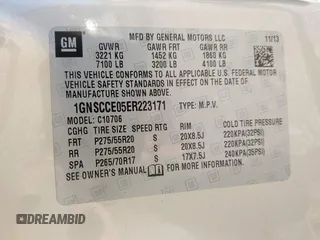 GM
MFD BY GENERAL MOTORS LLC 11/13
GVWR GAWR FRT GAWR RR
3221 KG 1452 KG 1860 KG
7100 LB 3200 LB 4100 LB
THIS VEHICLE CONFORMS TO ALL APPLICABLE U.S. FEDERAL MOTOR
VEHICLE SAFETY STANDARDS IN EFFECT ON THE DATE OF
MANUFACTURE SHOWN ABOVE.
1GNSCCE05ER223171 TYPE: M.P.V.
MODEL: C10706
CGHG TIRE SIZE SPEED RTG RIM COLD TIRE PRESSURE
FRT P275/55R20 S 20X8.5J 220KPA(32PSI)
RR P275/55R20 S 20X8.5J 220KPA(32PSI)
SP P265/70R17 S 17X7.5J 240KPA(35PSI)
SEE OWNER'S MANUAL FOR ADDITIONAL INFORMATION.
DREAMBID